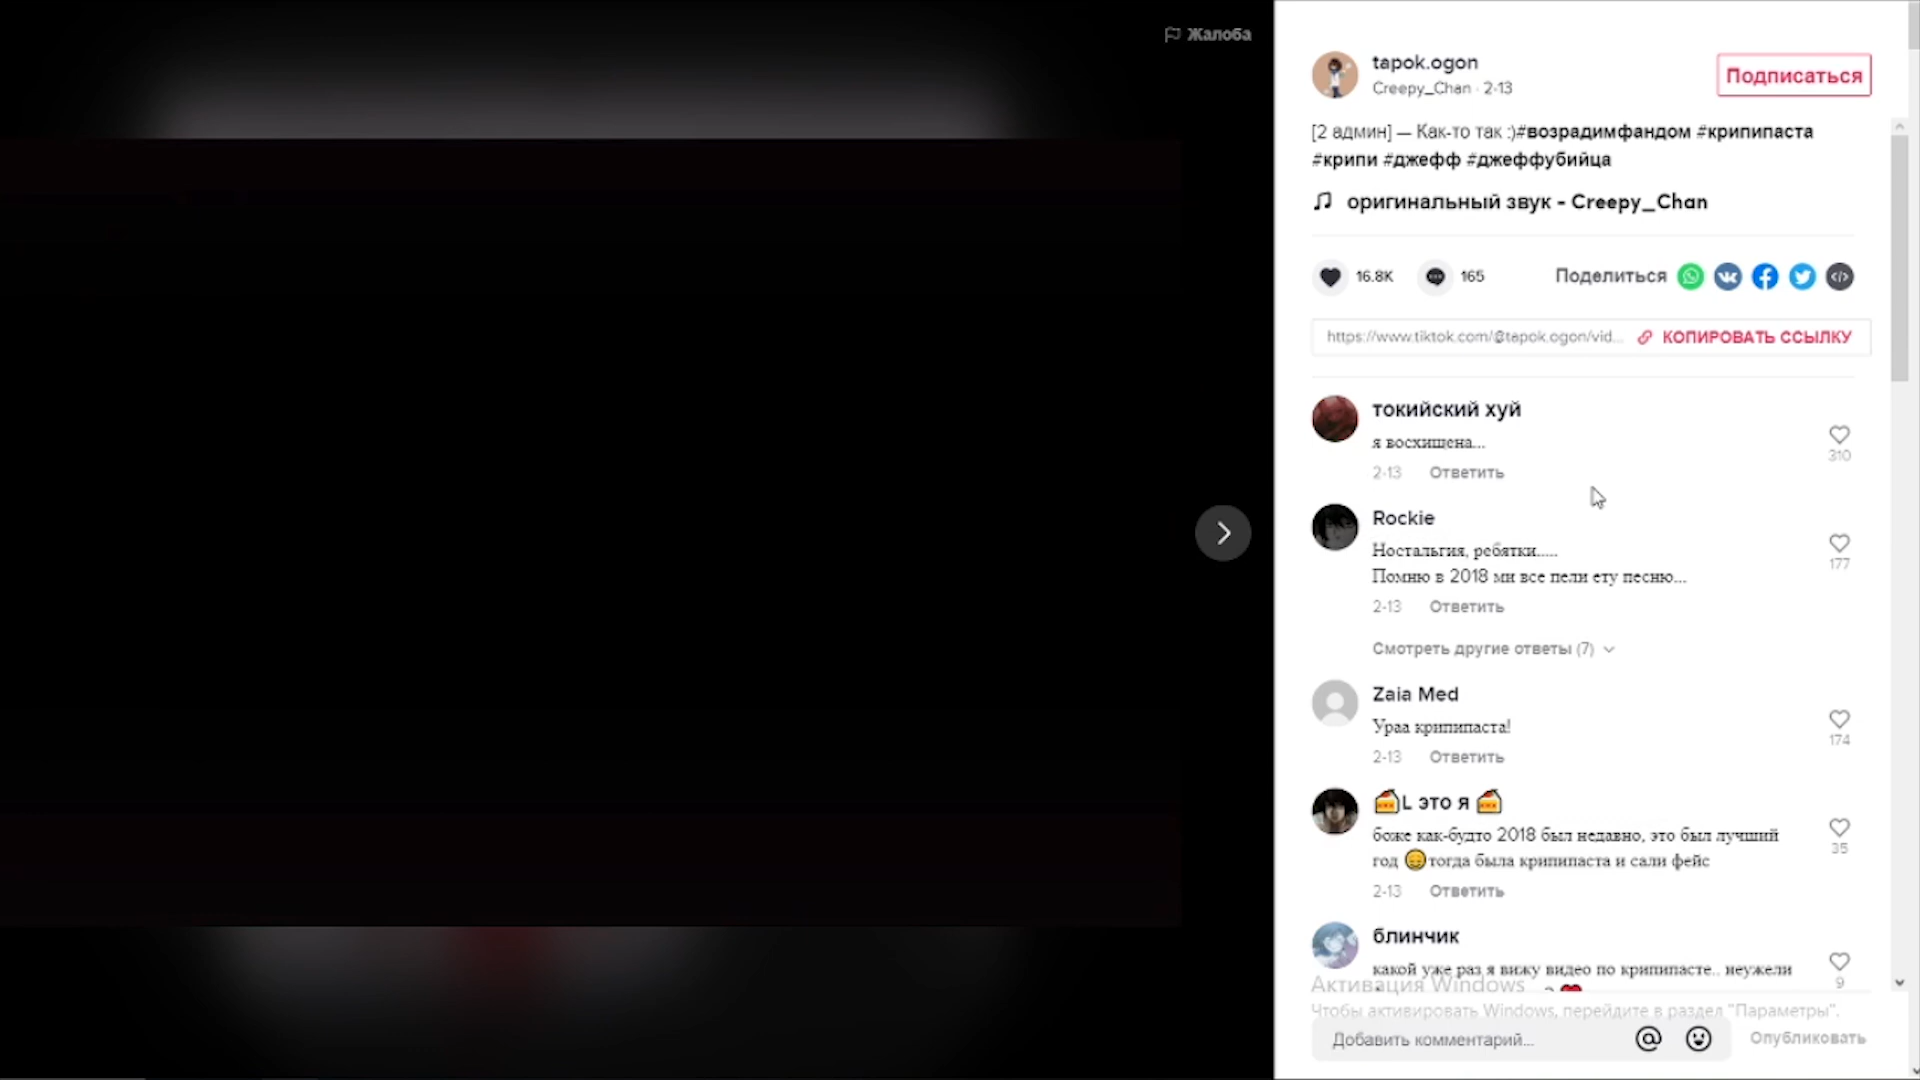 Жалоба
tapok.ogon
Creepy_Chan · 2-13
Подписаться
[2 админ] — Как-то так :)#возрадимфандом #крипипаста
#крипи #джефф #джеффубийца
оригинальный звук - Creepy_Chan
16.8K
165
Поделиться
https://www.tiktok.com/@tapok.ogon/vid...
КОПИРОВАТЬ ССЫЛКУ
токийский хуй
я восхищена...
310
2-13 Ответить
Rockie
Ностальгия, ребятки.....
177
Помню в 2018 ми все пели ету песню...
2-13 Ответить
Смотреть другие ответы (7)
Zaia Med
Ураа крипипаста!
174
2-13 Ответить
🍰L это я 🍰
боже как-будто 2018 был недавно, это был лучший
35
год 😔тогда была крипипаста и сали фейс
2-13 Ответить
блинчик
какой уже раз я вижу видео по крипипасте.. неужели
9
Активация Windows
Чтобы активировать Windows, перейдите в раздел "Параметры".
Добавить комментарий...
Опубликовать